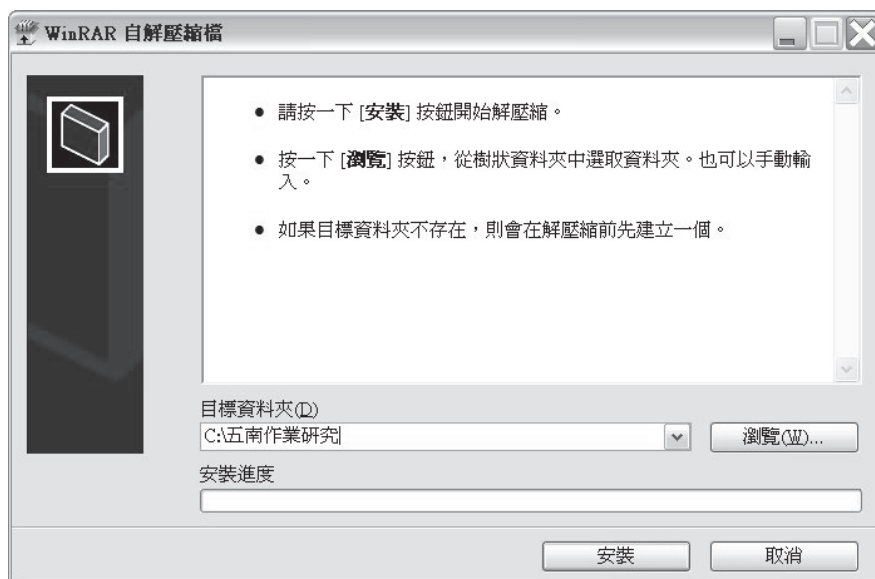 WinRAR 自解壓縮檔
● 請按一下 [安裝] 按鈕開始解壓縮。
● 按一下 [瀏覽] 按鈕，從樹狀資料夾中選取資料夾。也可以手動輸
入。
● 如果目標資料夾不存在，則會在解壓縮前先建立一個。
目標資料夾(D)
C:\五南作業研究
瀏覽(W)...
安裝進度
安裝
取消